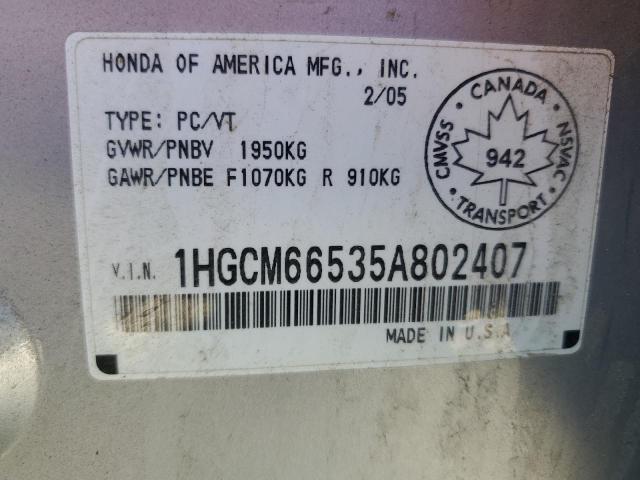 HONDA OF AMERICA MFG., INC.
2/05
TYPE: PC/VT
GVWR/PNBV 1950KG
GAWR/PNBE F1070KG R 910KG
CANADA
CMVSS
NSVAC
942
TRANSPORT
V.I.N. 1HGCM66535A802407
MADE IN U.S.A